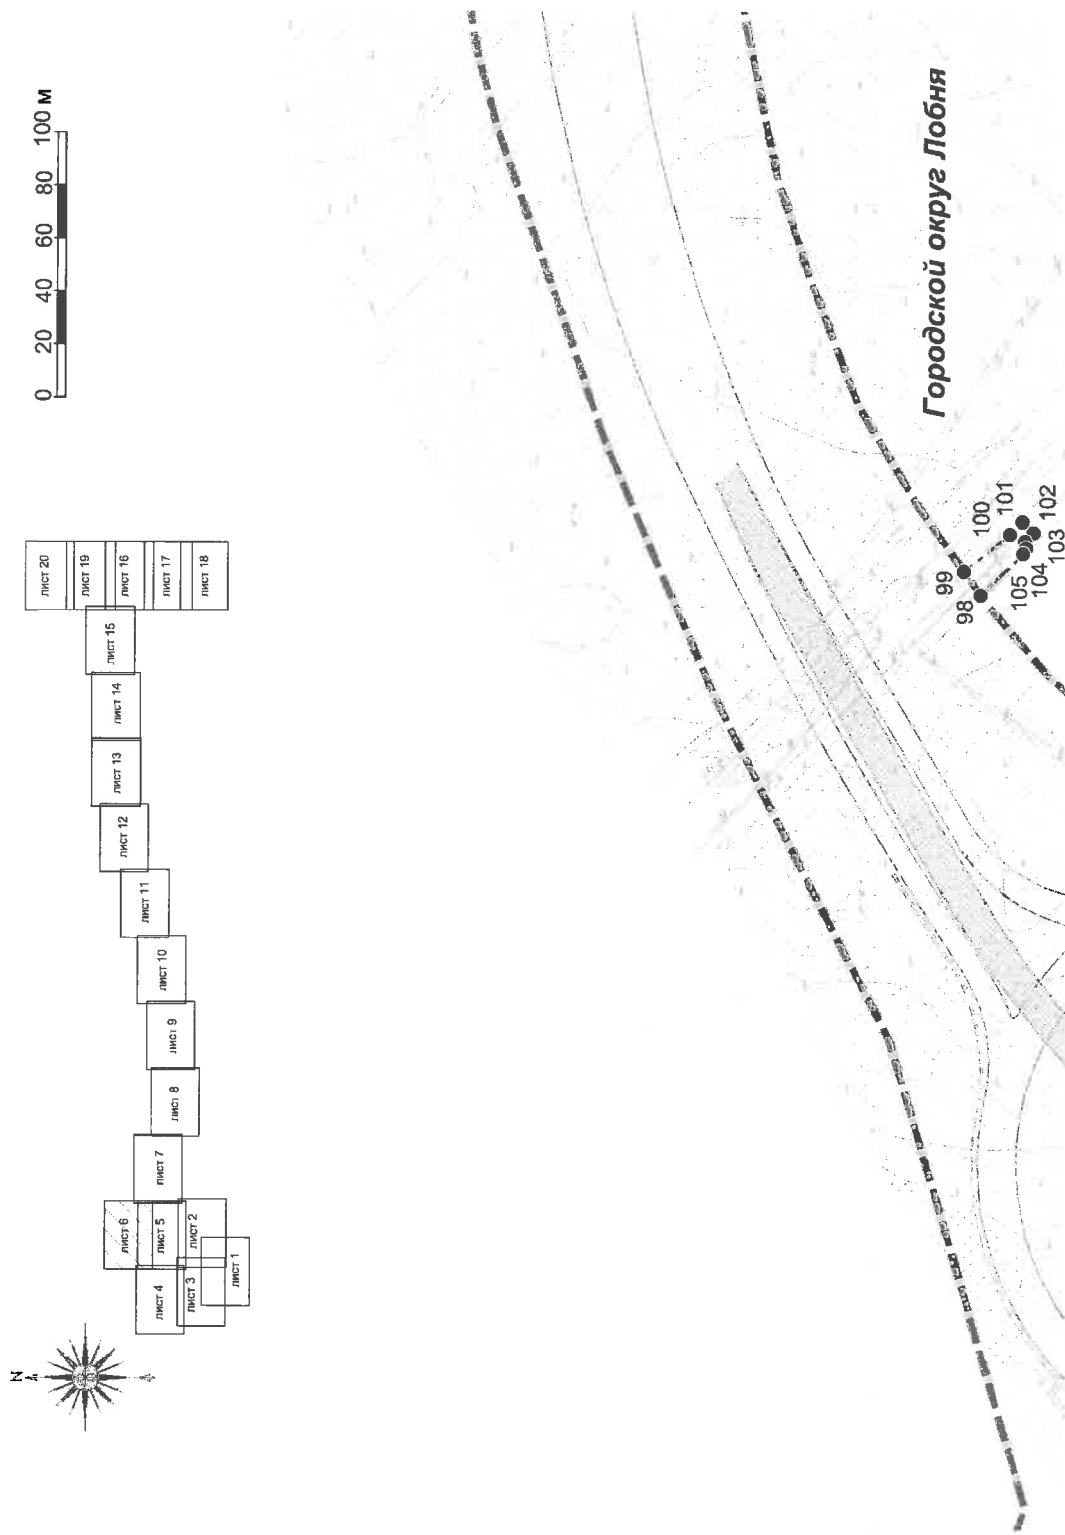 N
лист 1
лист 2
лист 3
лист 4
лист 5
лист 6
лист 7
лист 8
лист 9
лист 10
лист 11
лист 12
лист 13
лист 14
лист 15
лист 20
лист 19
лист 16
лист 17
лист 18
0 20 40 60 80 100 м
Городской округ Лобня
98
99
100
101
102
103
104
105